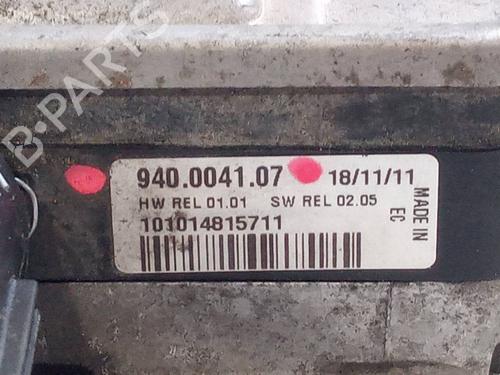 B-PARTS
940.0041.07 18/11/11
HW REL 01.01 SW REL 02.05
101014815711
MADE IN
EC